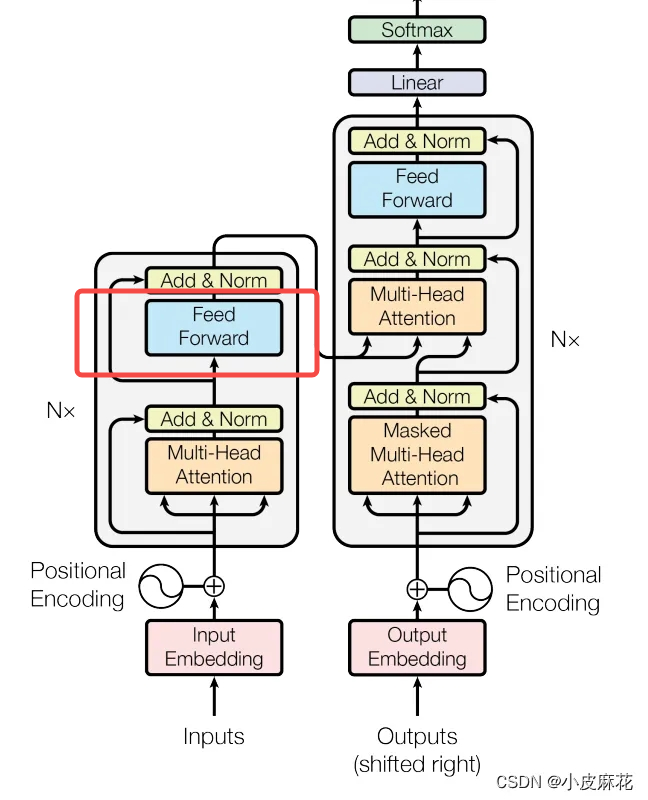 Softmax
Linear
Add & Norm
Feed
Forward
Add & Norm
Multi-Head
Attention
Add & Norm
Masked
Multi-Head
Attention
N×
Add & Norm
Feed
Forward
N×
Add & Norm
Multi-Head
Attention
Positional
Encoding
Positional
Encoding
Input
Embedding
Output
Embedding
Inputs
Outputs
(shifted right)
CSDN @小皮麻花